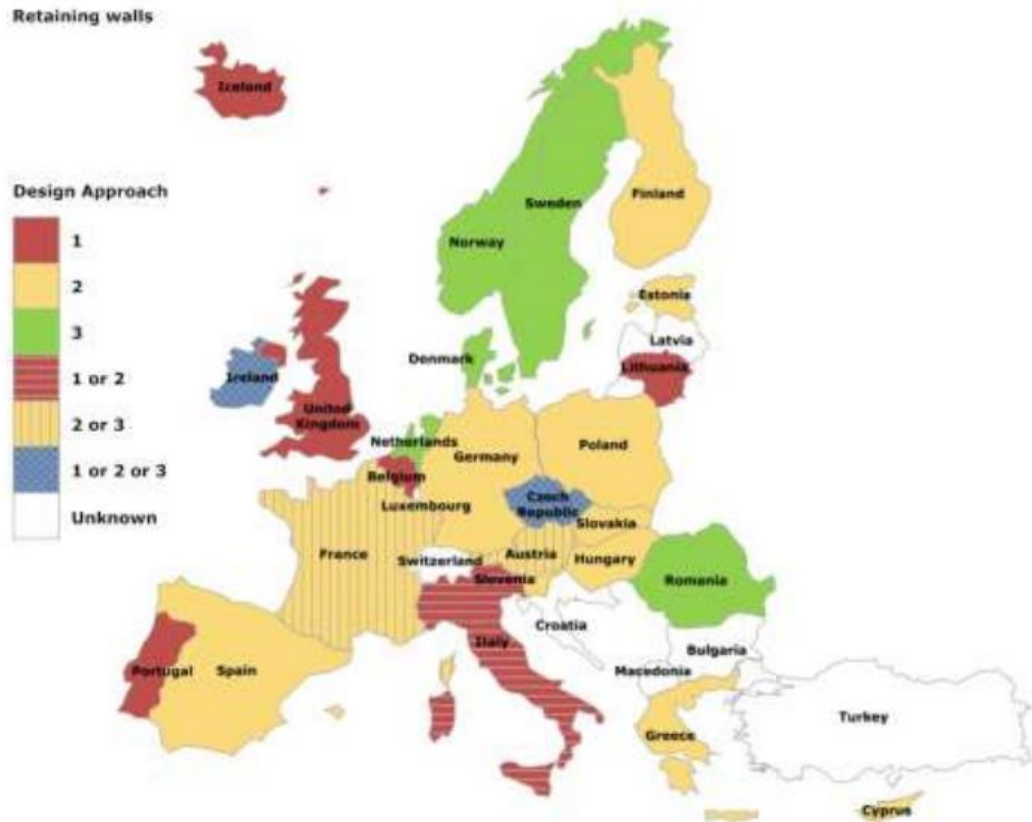 Retaining walls
Iceland
Design Approach
1
2
3
1 or 2
2 or 3
1 or 2 or 3
Unknown
Finland
Sweden
Norway
Estonia
Latvia
Lithuania
Denmark
Ireland
United
Kingdom
Netherlands
Belgium
Germany
Poland
Luxembourg
Czech
Republic
Slovakia
France
Switzerland
Austria
Hungary
Slovenia
Romania
Italy
Croatia
Bulgaria
Macedonia
Portugal
Spain
Greece
Turkey
Cyprus